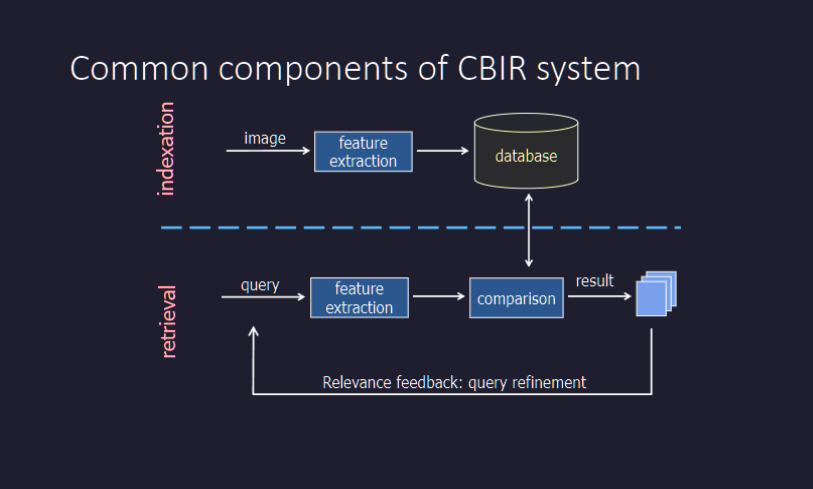 Common components of CBIR system
indexation
image
feature
extraction
database
retrieval
query
feature
extraction
comparison
result
Relevance feedback: query refinement